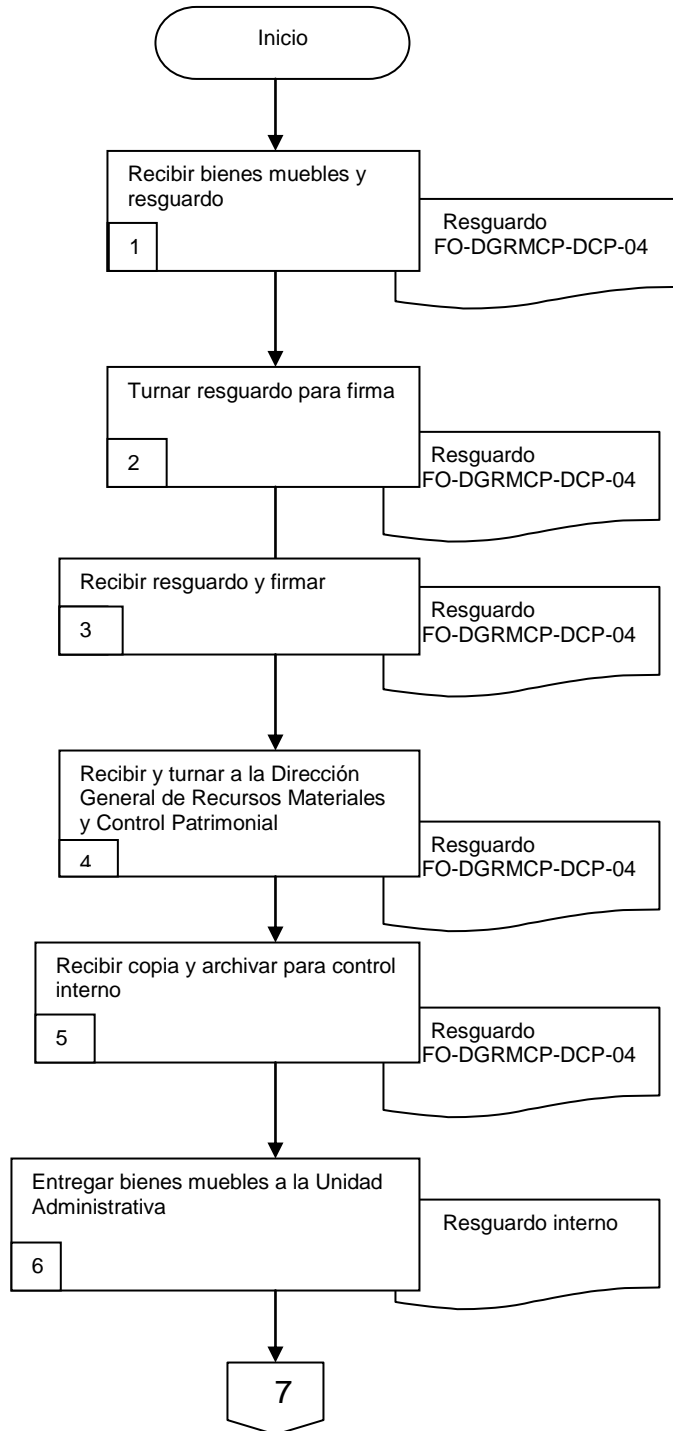 Inicio
Recibir bienes muebles y
resguardo
1
Resguardo
FO-DGRMCP-DCP-04
Turnar resguardo para firma
2
Resguardo
FO-DGRMCP-DCP-04
Recibir resguardo y firmar
3
Resguardo
FO-DGRMCP-DCP-04
Recibir y turnar a la Dirección
General de Recursos Materiales
y Control Patrimonial
4
Resguardo
FO-DGRMCP-DCP-04
Recibir copia y archivar para control
interno
5
Resguardo
FO-DGRMCP-DCP-04
Entregar bienes muebles a la Unidad
Administrativa
6
Resguardo interno
7